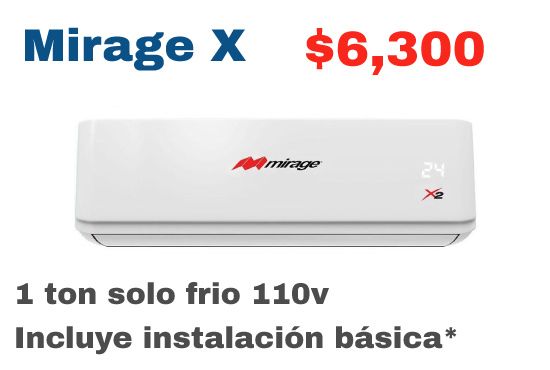 Mirage X $6,300
mirage
24
X2
1 ton solo frio 110v
Incluye instalación básica*